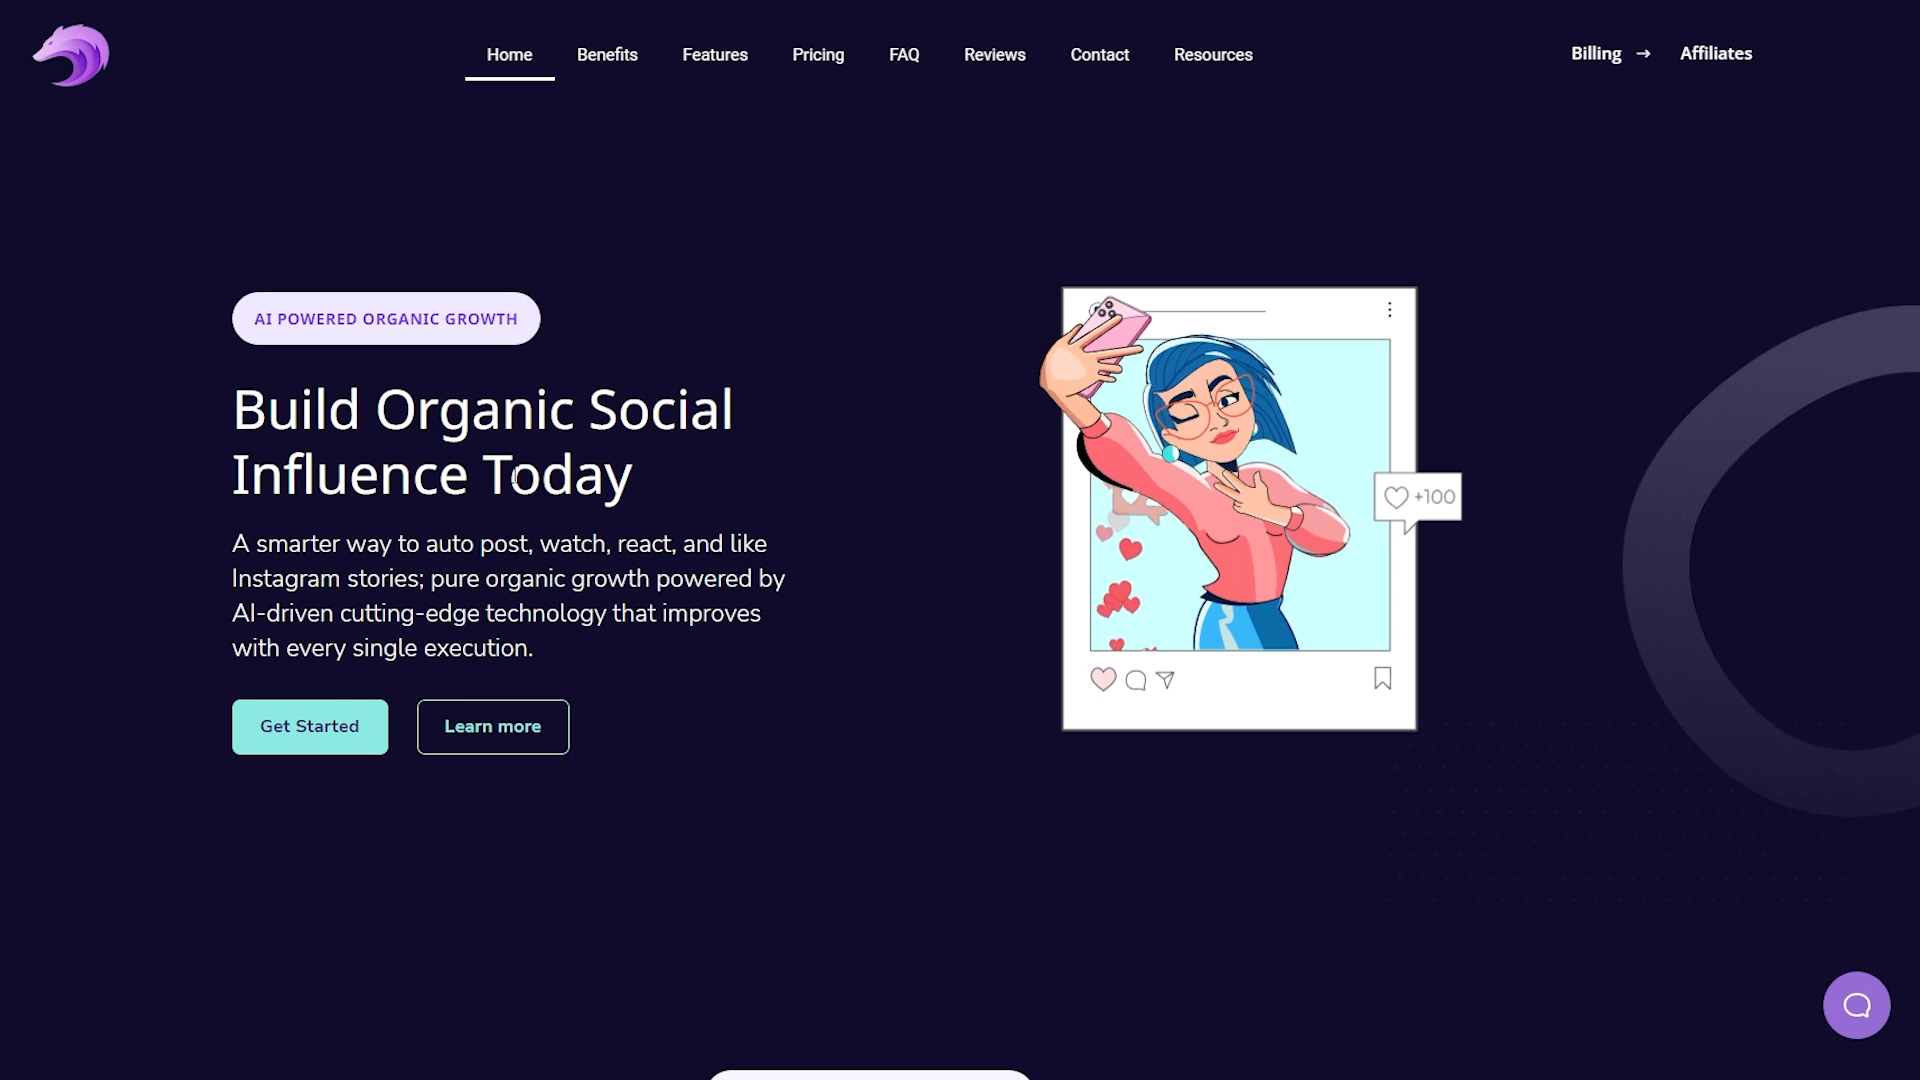 Home Benefits Features Pricing FAQ Reviews Contact Resources Billing → Affiliates
AI POWERED ORGANIC GROWTH
Build Organic Social
Influence Today
A smarter way to auto post, watch, react, and like
Instagram stories; pure organic growth powered by
AI-driven cutting-edge technology that improves
with every single execution.
Get Started Learn more
+100